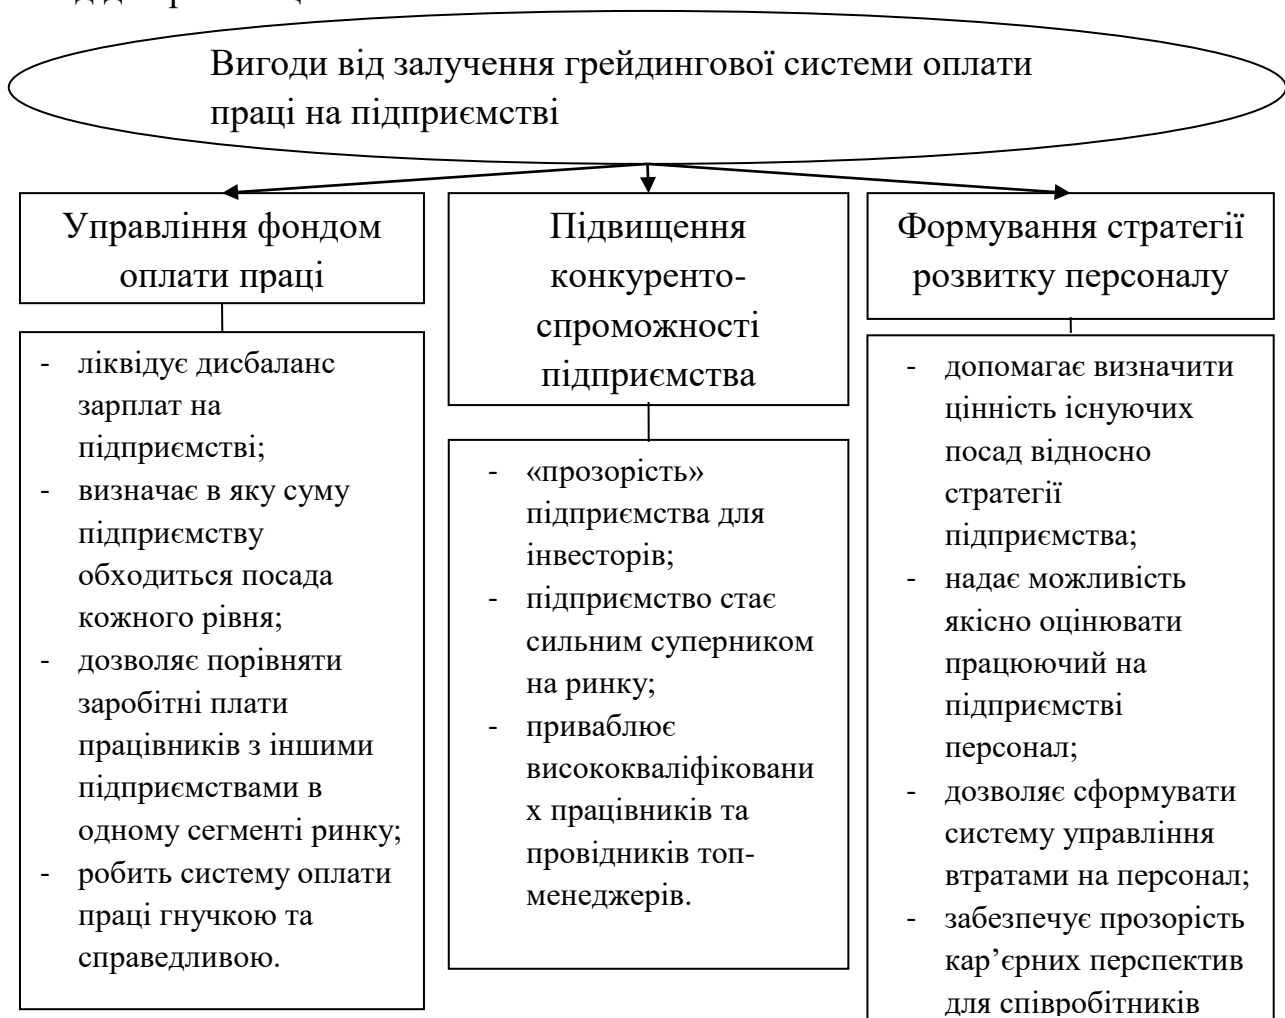 Вигоди від залучення грейдингової системи оплати
праці на підприємстві
Управління фондом
оплати праці
Підвищення
конкуренто-
спроможності
підприємства
Формування стратегії
розвитку персоналу
- ліквідує дисбаланс
зарплат на
підприємстві;
- визначає в яку суму
підприємству
обходиться посада
кожного рівня;
- дозволяє порівняти
заробітні плати
працівників з іншими
підприємствами в
одному сегменті ринку;
- робить систему оплати
праці гнучкою та
справедливою.
- «прозорість»
підприємства для
інвесторів;
- підприємство стає
сильним суперником
на ринку;
- приваблює
висококваліфіковани
х працівників та
провідників топ-
менеджерів.
- допомагає визначити
цінність існуючих
посад відносно
стратегії
підприємства;
- надає можливість
якісно оцінювати
працюючий на
підприємстві
персонал;
- дозволяє сформувати
систему управління
втратами на персонал;
- забезпечує прозорість
кар’єрних перспектив
для співробітників